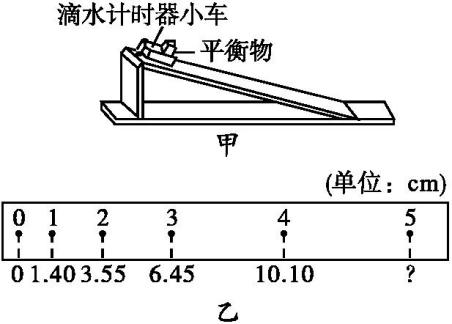 滴水计时器小车
平衡物
甲
(单位：cm)
0 1 2 3 4 5
0 1.40 3.55 6.45 10.10 ?
乙